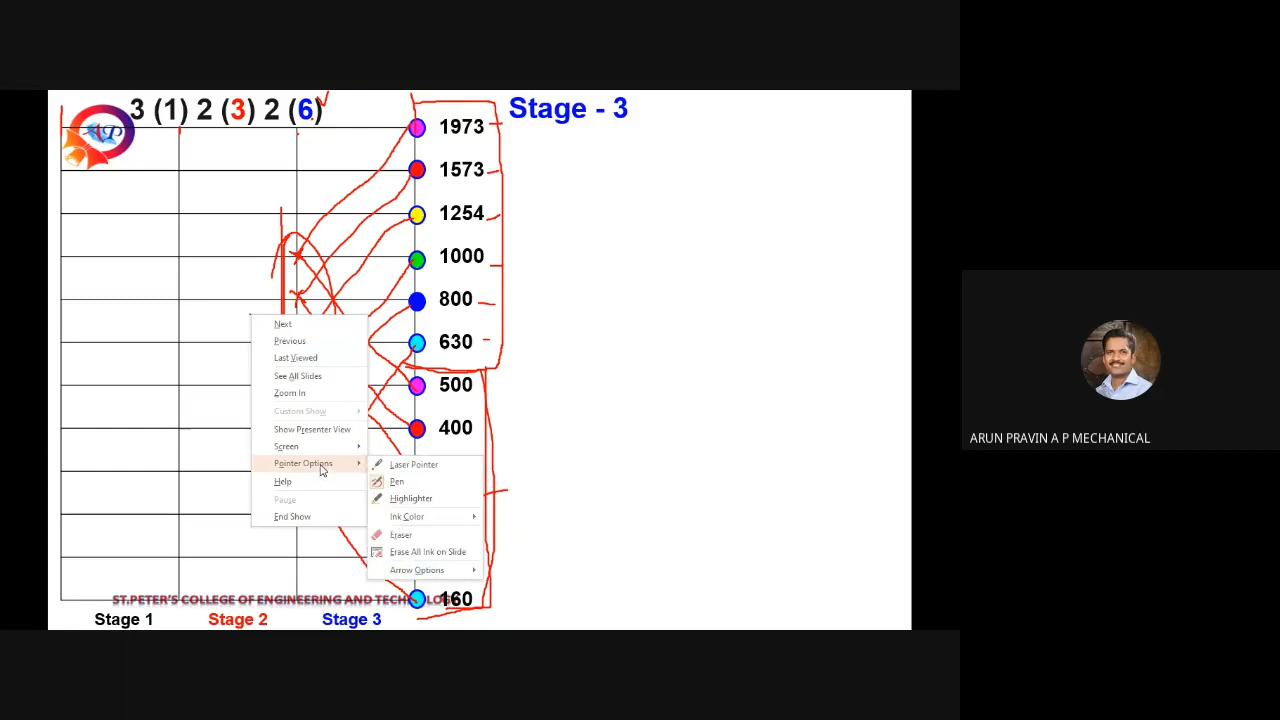 3 (1) 2 (3) 2 (6)
Stage - 3
AP
1973
1573
1254
1000
800
630
500
400
160
Next
Previous
Last Viewed
See All Slides
Zoom In
Custom Show
Show Presenter View
Screen
Pointer Options
Help
Pause
End Show
Laser Pointer
Pen
Highlighter
Ink Color
Eraser
Erase All Ink on Slide
Arrow Options
ST.PETER'S COLLEGE OF ENGINEERING AND TECHNOLOGY
Stage 1
Stage 2
Stage 3
ARUN PRAVIN A P MECHANICAL